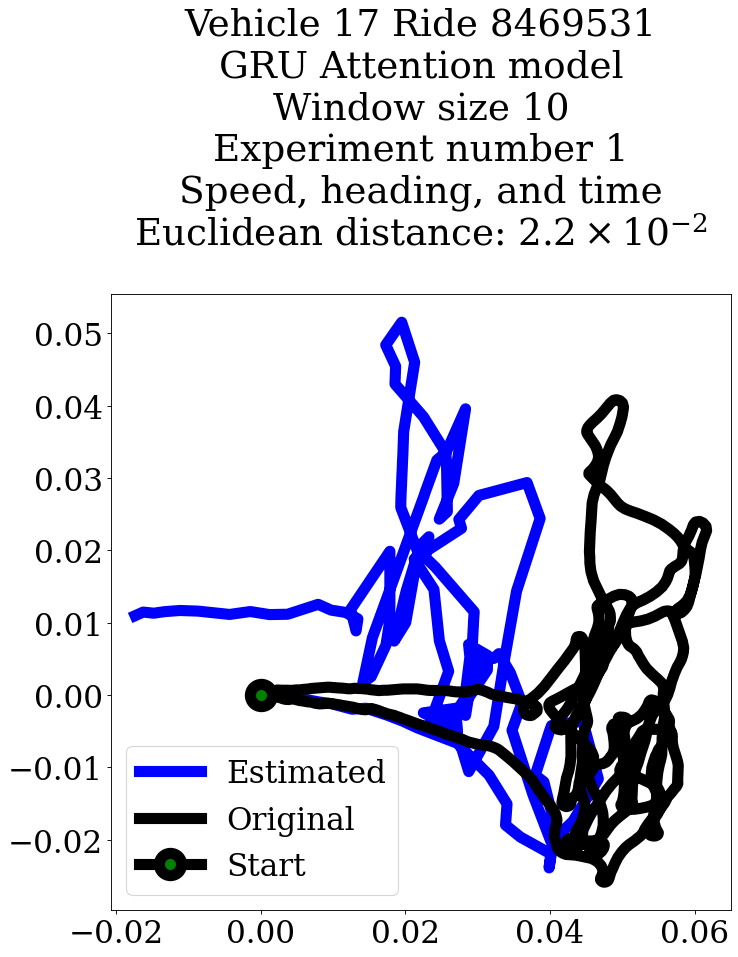 Vehicle 17 Ride 8469531
GRU Attention model
Window size 10
Experiment number 1
Speed, heading, and time
Euclidean distance: 2.2 × 10⁻²
0.05
0.04
0.03
0.02
0.01
0.00
−0.01
−0.02
Estimated
Original
Start
−0.02 0.00 0.02 0.04 0.06